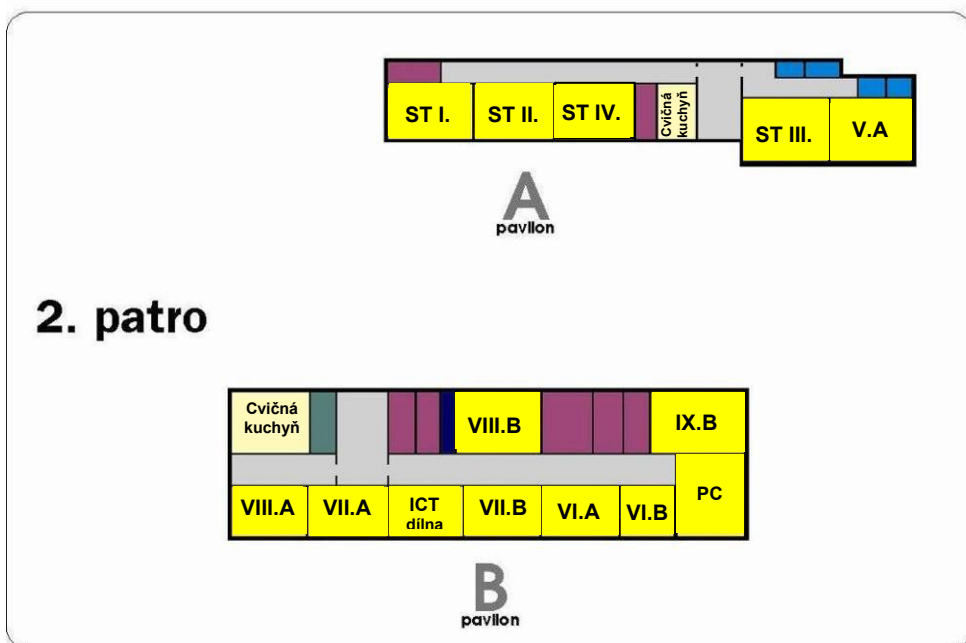 ST I.
ST II.
ST IV.
Cvičná
kuchyň
ST III.
V.A
A
pavilon
2. patro
Cvičná
kuchyň
VIII.B
IX.B
VIII.A
VII.A
ICT
dílna
VII.B
VI.A
VI.B
PC
B
pavilon